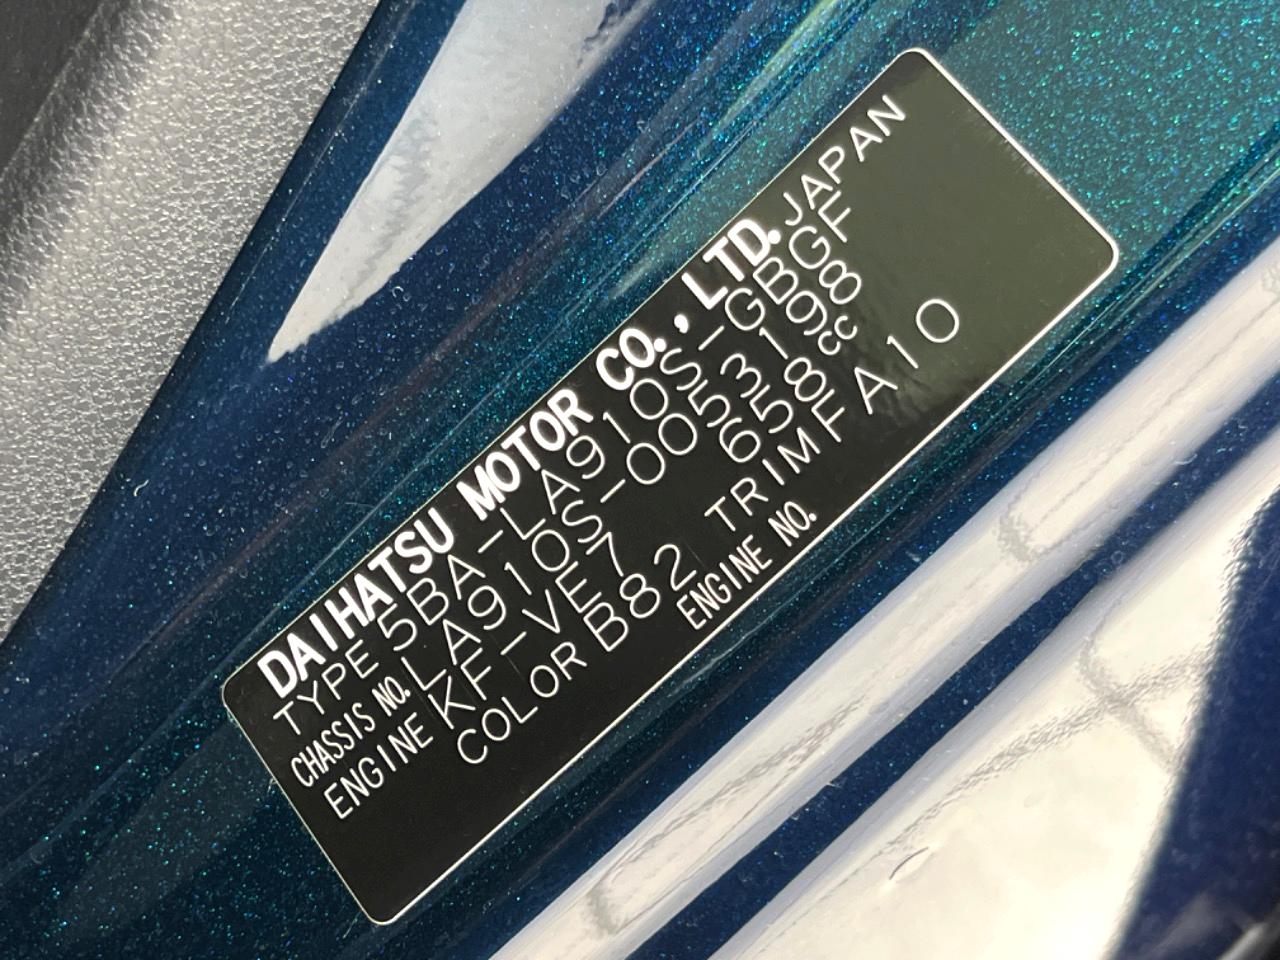 DAIHATSU MOTOR CO., LTD. JAPAN
TYPE 5BA-LA910S-GBGF
CHASSIS NO. LA910S-0053198
ENGINE KF-VE7 658cc
COLOR B82 TRIM FA10
ENGINE NO.